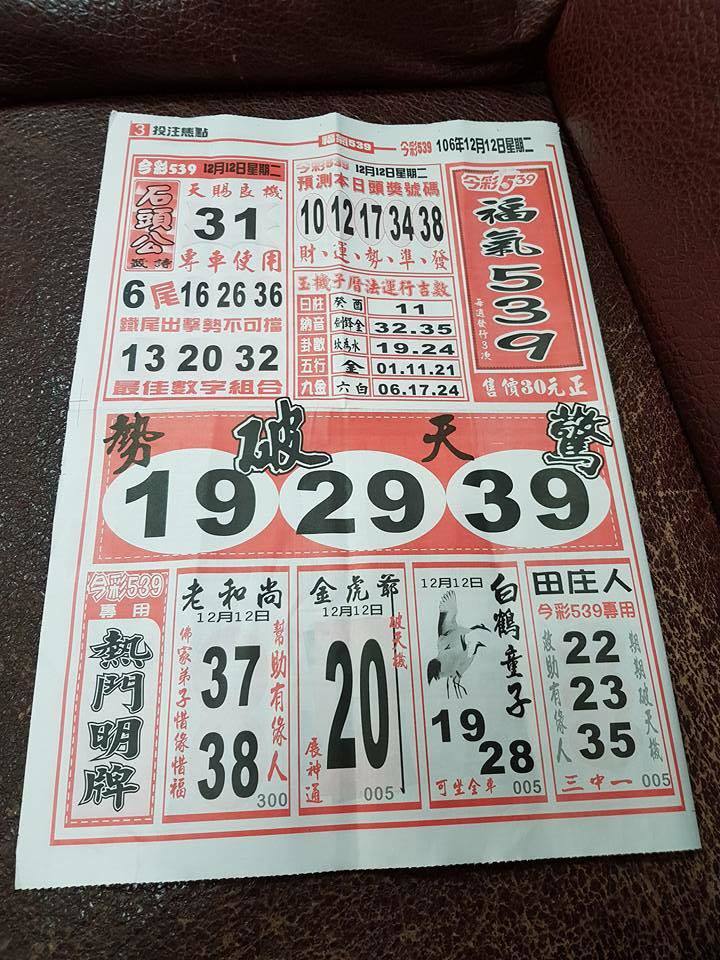 3 投注焦點
福氣539
今彩539 106年12月12日星期二
今彩539 12月12日星期二
石頭公
敬請
天賜良機
31
專車使用
6尾 16 26 36
鐵尾出擊勢不可擋
13 20 32
最佳數字組合
今彩539 12月12日星期二
預測本日頭獎號碼
10 12 17 34 38
財、運、勢、準、發
玉機子曆法運行吉數
日柱 癸酉 11
納音 劍鋒金 32.35
卦數 坎為水 19.24
五行 金 01.11.21
九金 六白 06.17.24
今彩539
福氣539
每週發行3次
售價30元正
勢破天驚
19 29 39
今彩539
專用
熱門明牌
老和尚
12月12日
佛家弟子惜緣惜福
37
38
幫助有緣人
300
金虎爺
12月12日
破天機
20
展神通
005
12月12日
白鶴童子
19
28
可坐全車 005
田庄人
今彩539專用
救助有緣人
22
23
35
期期破天機
三中一 005